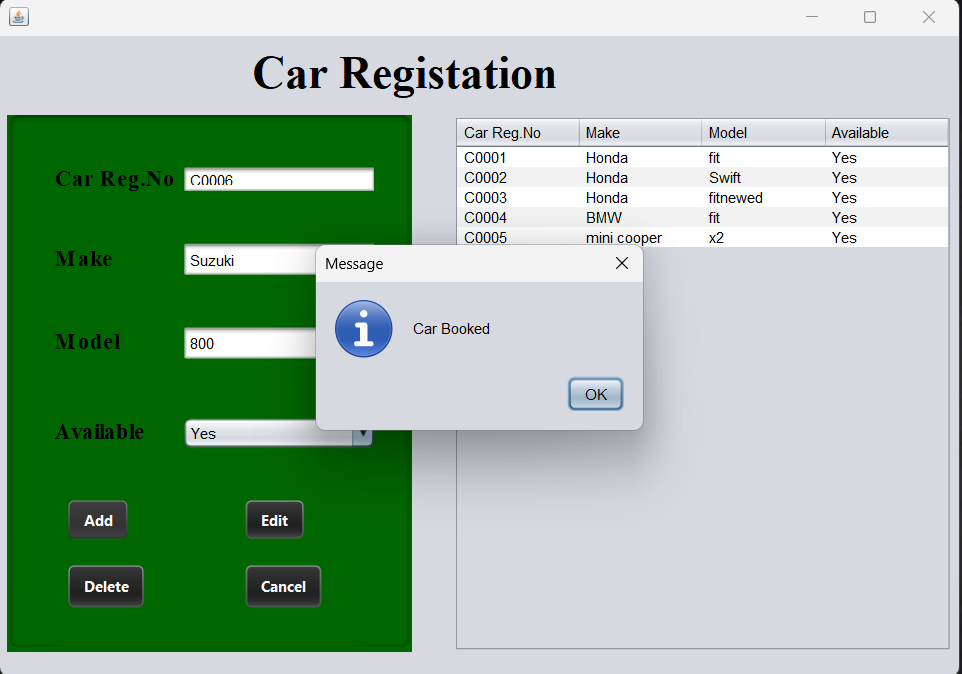 Car Registation
Car Reg.No C0006
Make Suzuki
Model 800
Available Yes
Add Edit
Delete Cancel
Car Reg.No Make Model Available
C0001 Honda fit Yes
C0002 Honda Swift Yes
C0003 Honda fitnewed Yes
C0004 BMW fit Yes
C0005 mini cooper x2 Yes
Message
Car Booked
OK